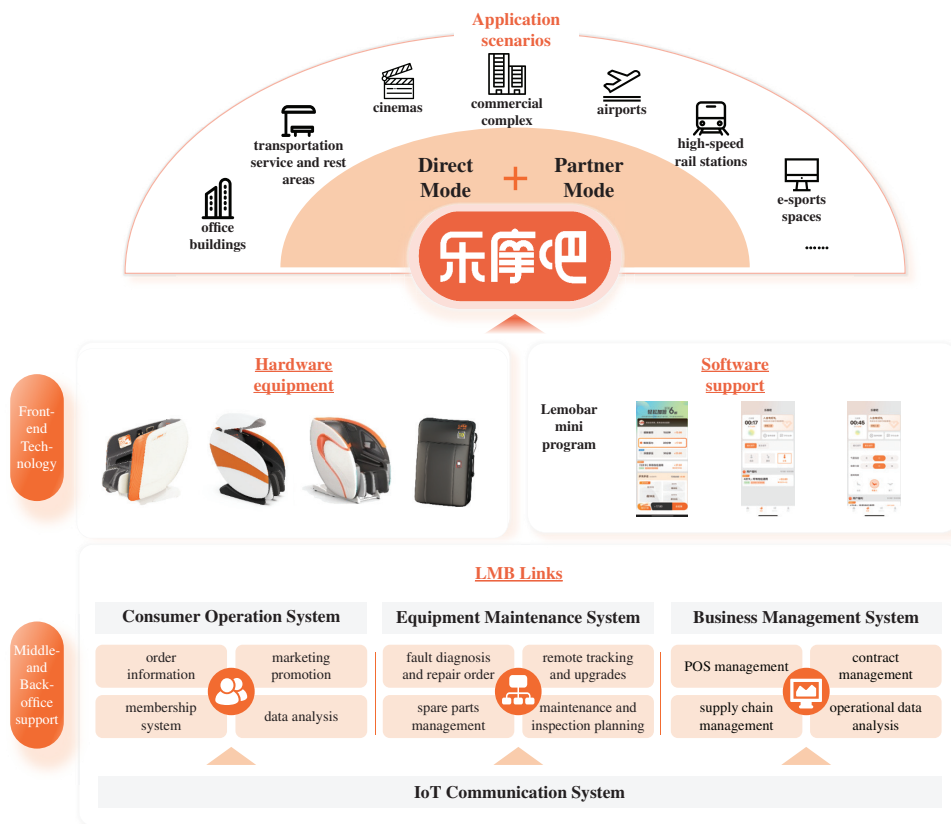 Application
scenarios
cinemas
commercial
complex
airports
transportation
service and rest
areas
high-speed
rail stations
office
buildings
e-sports
spaces
......
Direct
Mode
+
Partner
Mode
乐摩吧
Front-
end
Tech-
nology
Hardware
equipment
Software
support
Lemobar
mini
program
00:17
00:45
Middle-
and
Back-
office
support
LMB Links
Consumer Operation System
Equipment Maintenance System
Business Management System
order
information
marketing
promotion
membership
system
data analysis
fault diagnosis
and repair order
remote tracking
and upgrades
spare parts
management
maintenance and
inspection planning
POS management
contract
management
supply chain
management
operational data
analysis
IoT Communication System